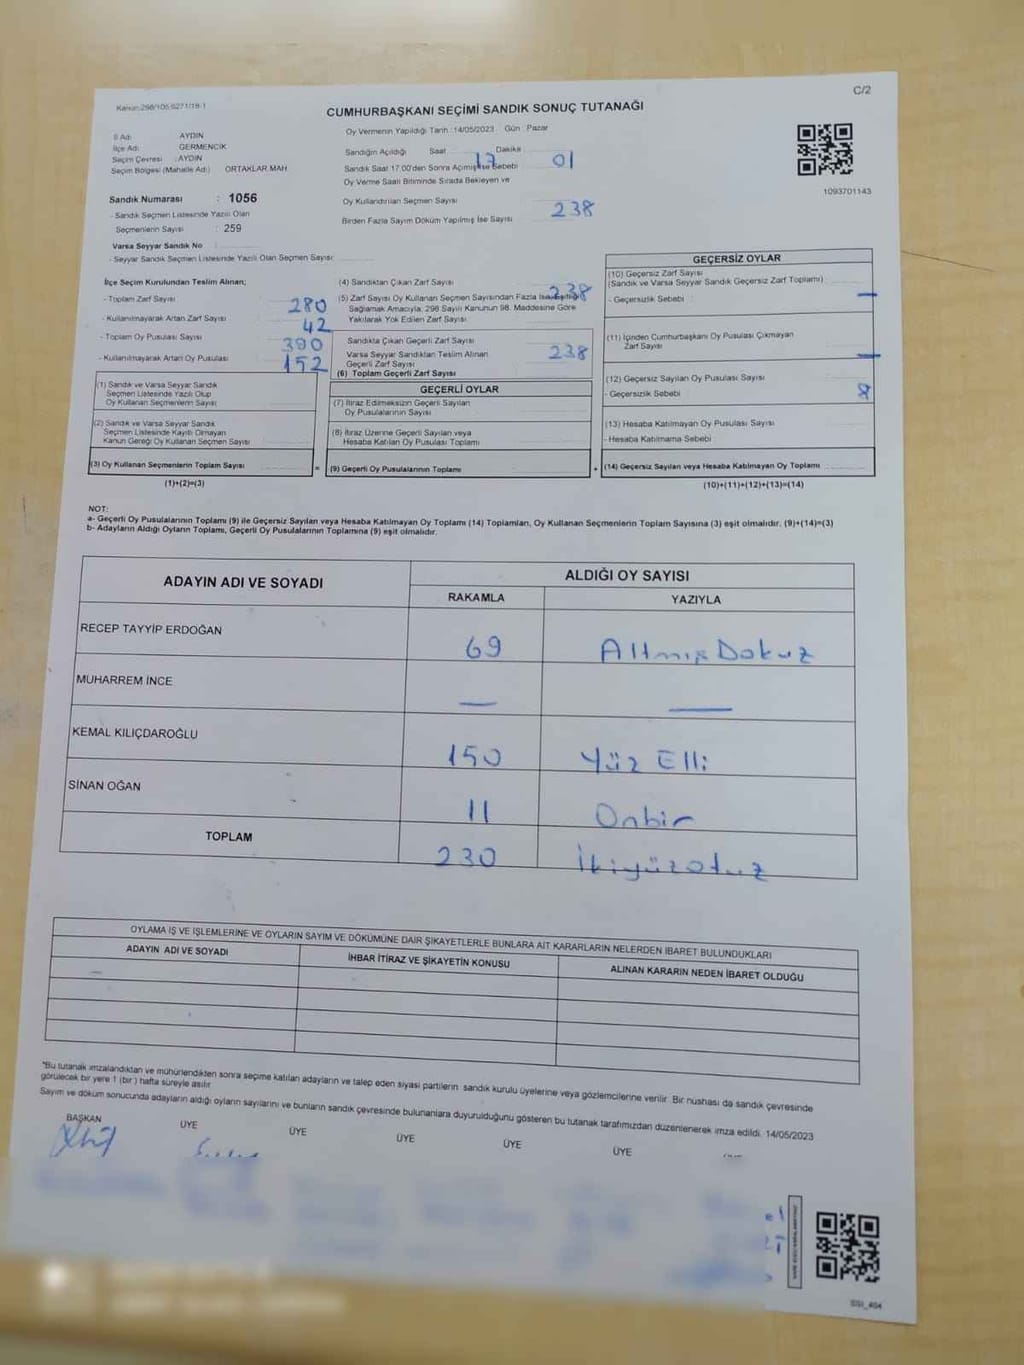 Kanun:298/105,6271/18-1
C/2
CUMHURBAŞKANI SEÇİMİ SANDIK SONUÇ TUTANAĞI
İl Adı: AYDIN
İlçe Adı: GERMENCİK
Seçim Çevresi : AYDIN
Seçim Bölgesi (Mahalle Adı) ORTAKLAR MAH
Sandık Numarası : 1056
- Sandık Seçmen Listesinde Yazılı Olan
Seçmenlerin Sayısı : 259
Varsa Seyyar Sandık No :
- Seyyar Sandık Seçmen Listesinde Yazılı Olan Seçmen Sayısı:
Oy Vermenin Yapıldığı Tarih :14/05/2023 Gün : Pazar
Sandığın Açıldığı Saat 17 Dakika 01
Sandık Saat 17:00'den Sonra Açılmış ise Sebebi
Oy Verme Saati Bitiminde Sırada Bekleyen ve
Oy Kullandırılan Seçmen Sayısı
Birden Fazla Sayım Döküm Yapılmış İse Sayısı 238
1093701143
İlçe Seçim Kurulundan Teslim Alınan;
- Toplam Zarf Sayısı 280
- Kullanılmayarak Artan Zarf Sayısı 42
- Toplam Oy Pusulası Sayısı 390
- Kullanılmayarak Artan Oy Pusulası 152
(1) Sandık ve Varsa Seyyar Sandık
Seçmen Listesinde Yazılı Olup
Oy Kullanan Seçmenlerin Sayısı
(2) Sandık ve Varsa Seyyar Sandık
Seçmen Listesinde Kayıtlı Olmayan
Kanun Gereği Oy Kullanan Seçmen Sayısı
(3) Oy Kullanan Seçmenlerin Toplam Sayısı
=
(1)+(2)=(3)
(4) Sandıktan Çıkan Zarf Sayısı 238
(5) Zarf Sayısı Oy Kullanan Seçmen Sayısından Fazla İse, Eşitliği
Sağlamak Amacıyla, 298 Sayılı Kanunun 98. Maddesine Göre
Yakılarak Yok Edilen Zarf Sayısı
Sandıkta Çıkan Geçerli Zarf Sayısı
Varsa Seyyar Sandıktan Teslim Alınan 238
Geçerli Zarf Sayısı
(6) Toplam Geçerli Zarf Sayısı
GEÇERLİ OYLAR
(7) İtiraz Edilmeksizin Geçerli Sayılan
Oy Pusulalarının Sayısı
(8) İtiraz Üzerine Geçerli Sayılan veya
Hesaba Katılan Oy Pusulası Toplamı
(9) Geçerli Oy Pusulalarının Toplamı
+
GEÇERSİZ OYLAR
(10) Geçersiz Zarf Sayısı
(Sandık ve Varsa Seyyar Sandık Geçersiz Zarf Toplamı)
- Geçersizlik Sebebi : —
(11) İçinden Cumhurbaşkanı Oy Pusulası Çıkmayan
Zarf Sayısı —
(12) Geçersiz Sayılan Oy Pusulası Sayısı
- Geçersizlik Sebebi : 8
(13) Hesaba Katılmayan Oy Pusulası Sayısı
- Hesaba Katılmama Sebebi :
(14) Geçersiz Sayılan veya Hesaba Katılmayan Oy Toplamı
(10)+(11)+(12)+(13)=(14)
NOT:
a- Geçerli Oy Pusulalarının Toplamı (9) ile Geçersiz Sayılan veya Hesaba Katılmayan Oy Toplamı (14) Toplamları, Oy Kullanan Seçmenlerin Toplam Sayısına (3) eşit olmalıdır. (9)+(14)=(3)
b- Adayların Aldığı Oyların Toplamı, Geçerli Oy Pusulalarının Toplamına (9) eşit olmalıdır.
ADAYIN ADI VE SOYADI ALDIĞI OY SAYISI
RAKAMLA YAZIYLA
RECEP TAYYİP ERDOĞAN 69 Altmış Dokuz
MUHARREM İNCE — —
KEMAL KILIÇDAROĞLU 150 Yüz Elli
SİNAN OĞAN 11 Onbir
TOPLAM 230 İkiyüzotuz
OYLAMA İŞ VE İŞLEMLERİNE VE OYLARIN SAYIM VE DÖKÜMÜNE DAİR ŞİKAYETLERLE BUNLARA AİT KARARLARIN NELERDEN İBARET BULUNDUKLARI
ADAYIN ADI VE SOYADI İHBAR İTİRAZ VE ŞİKAYETİN KONUSU ALINAN KARARIN NEDEN İBARET OLDUĞU
*Bu tutanak imzalandıktan ve mühürlendikten sonra seçime katılan adayların ve talep eden siyasi partilerin sandık kurulu üyelerine veya gözlemcilerine verilir. Bir nüshası da sandık çevresinde
görülecek bir yere 1 (bir) hafta süreyle asılır.
Sayım ve döküm sonucunda adayların aldığı oyların sayılarını ve bunların sandık çevresinde bulunanlara duyurulduğunu gösteren bu tutanak tarafımızdan düzenlenerek imza edildi. 14/05/2023
BAŞKAN ÜYE ÜYE ÜYE ÜYE ÜYE
SSI_404